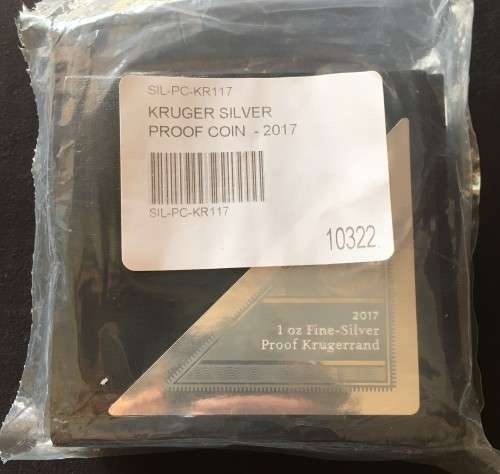 SIL-PC-KR117
KRUGER SILVER
PROOF COIN - 2017
SIL-PC-KR117
10322
2017
1 oz Fine-Silver
Proof Krugerrand